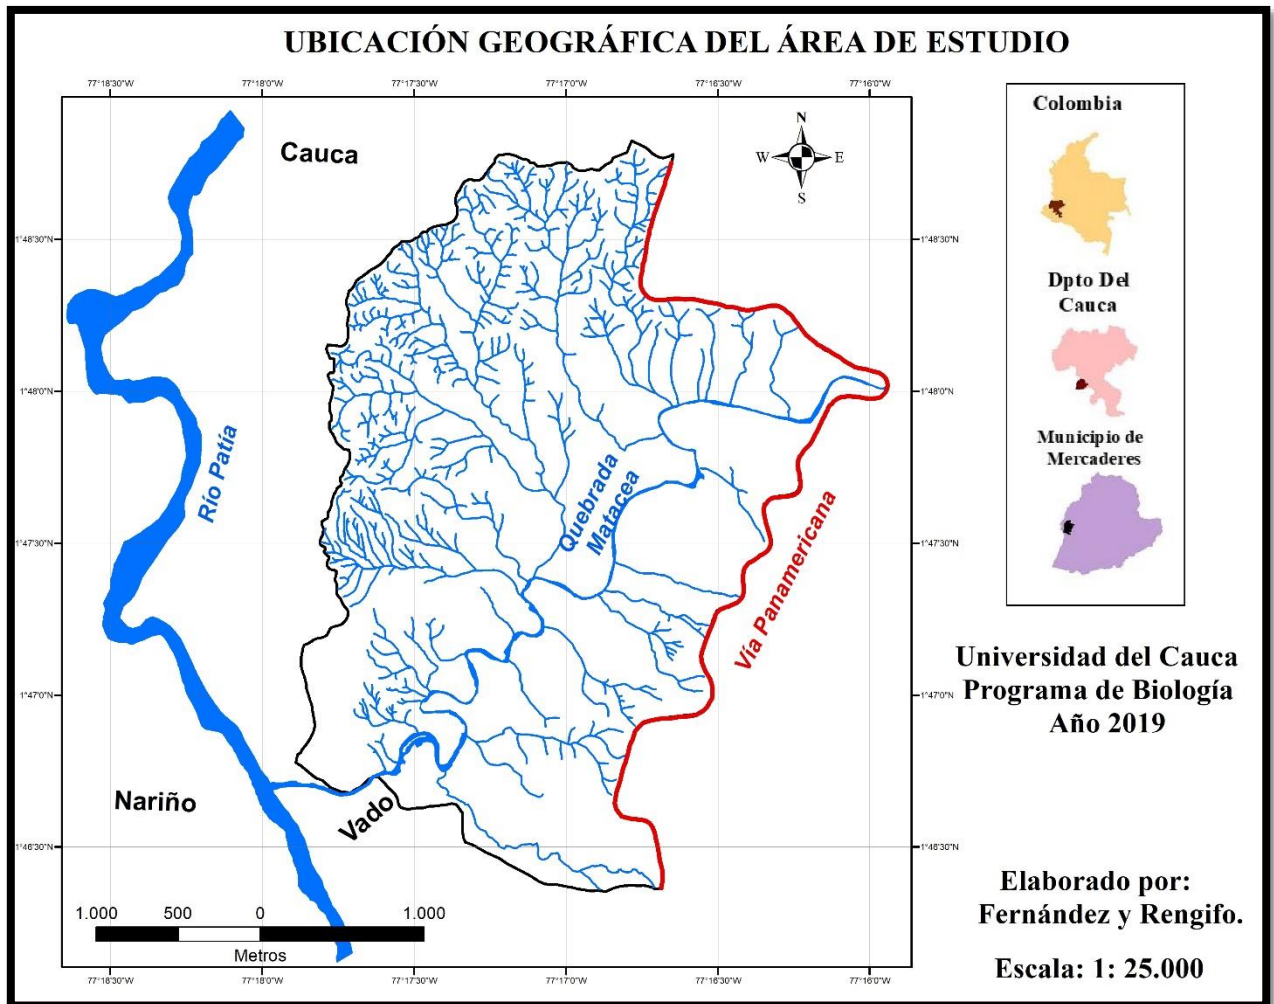 UBICACIÓN GEOGRÁFICA DEL ÁREA DE ESTUDIO
77°18'30"W 77°18'0"W 77°17'30"W 77°17'0"W 77°16'30"W 77°16'0"W
Cauca
N
W E
S
1°48'30"N 1°48'30"N
1°48'0"N 1°48'0"N
Río Patía
Quebrada
Matacea
Vía Panamericana
1°47'30"N 1°47'30"N
1°47'0"N 1°47'0"N
Nariño
Vado
1°46'30"N 1°46'30"N
1.000 500 0 1.000
Metros
77°18'30"W 77°18'0"W 77°17'30"W 77°17'0"W 77°16'30"W 77°16'0"W
Colombia
Dpto Del
Cauca
Municipio de
Mercaderes
Universidad del Cauca
Programa de Biología
Año 2019
Elaborado por:
Fernández y Rengifo.
Escala: 1: 25.000